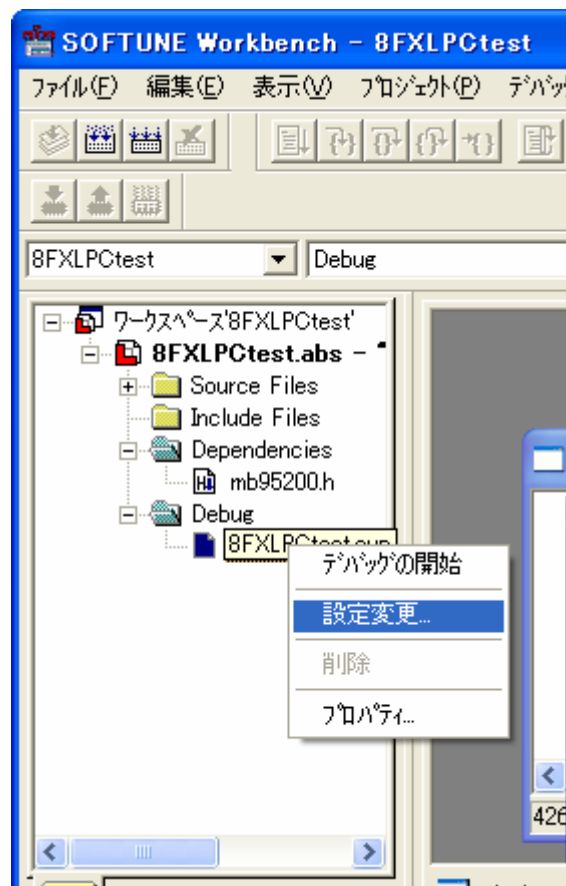 SOFTUNE Workbench - 8FXLPCtest
ﾌｧｲﾙ(F) 編集(E) 表示(V) ﾌﾟﾛｼﾞｪｸﾄ(P) ﾃﾞﾊﾞｯ
8FXLPCtest Debug
ﾜｰｸｽﾍﾟｰｽ'8FXLPCtest'
8FXLPCtest.abs -
Source Files
Include Files
Dependencies
mb95200.h
Debug
8FXLPCtest.sup
ﾃﾞﾊﾞｯｸﾞの開始
設定変更...
削除
ﾌﾟﾛﾊﾟﾃｨ...
426